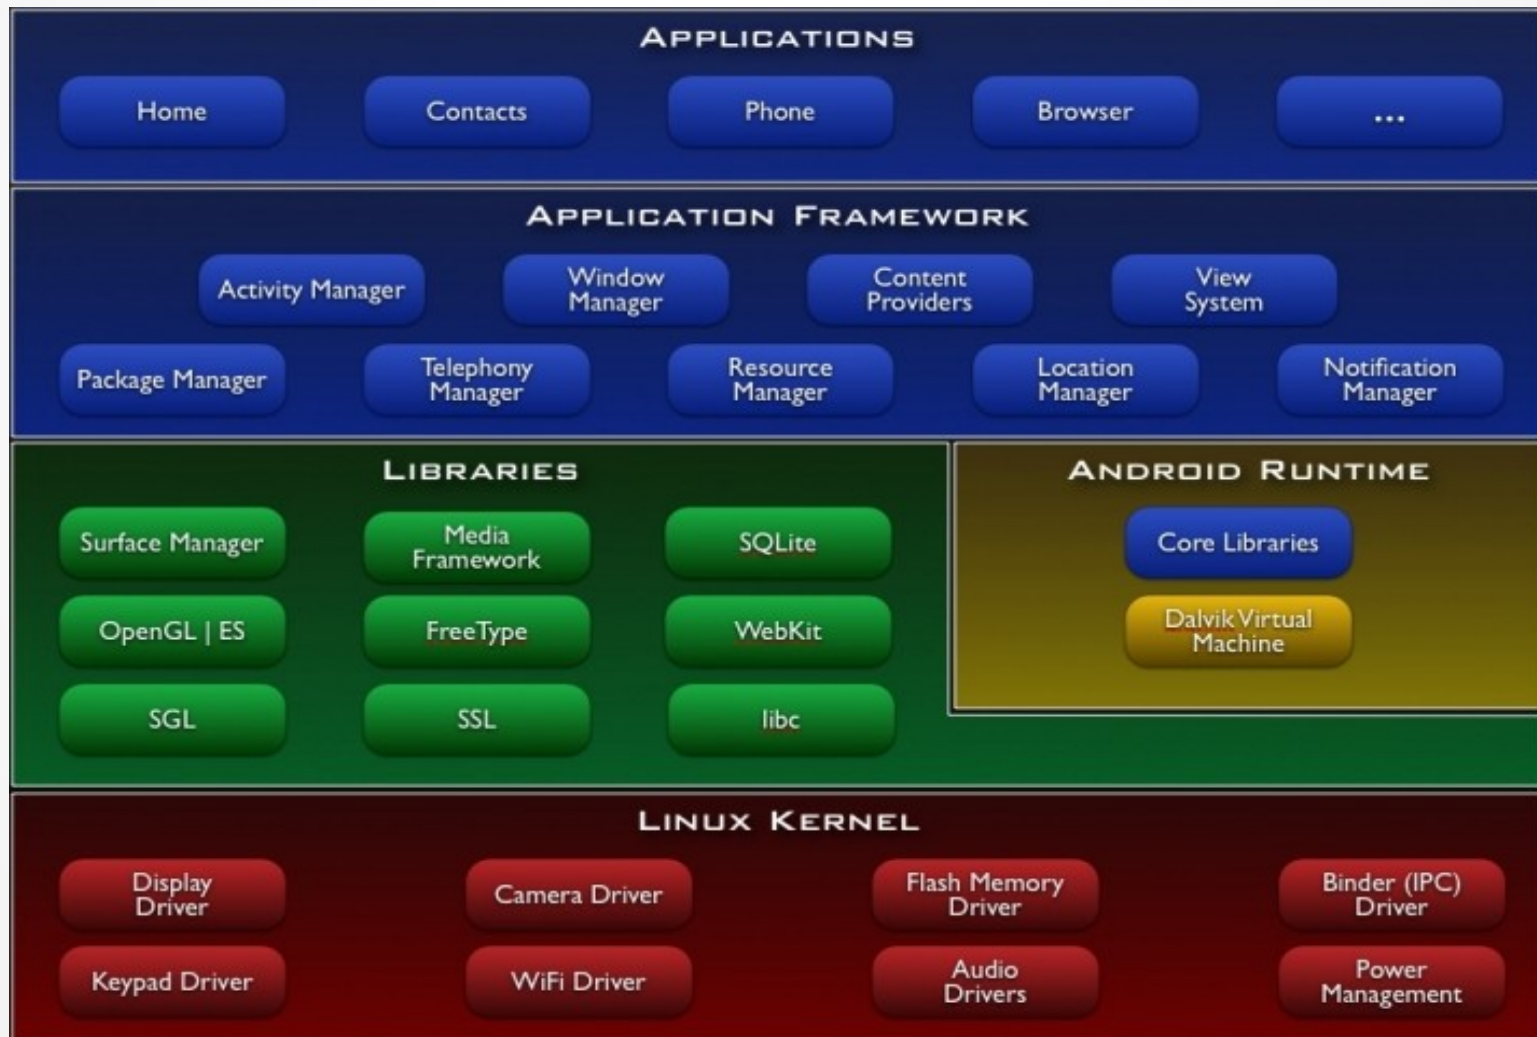 APPLICATIONS
Home
Contacts
Phone
Browser
...
APPLICATION FRAMEWORK
Activity Manager
Window
Manager
Content
Providers
View
System
Package Manager
Telephony
Manager
Resource
Manager
Location
Manager
Notification
Manager
LIBRARIES
Surface Manager
Media
Framework
SQLite
OpenGL | ES
FreeType
WebKit
SGL
SSL
libc
ANDROID RUNTIME
Core Libraries
Dalvik Virtual
Machine
LINUX KERNEL
Display
Driver
Camera Driver
Flash Memory
Driver
Binder (IPC)
Driver
Keypad Driver
WiFi Driver
Audio
Drivers
Power
Management